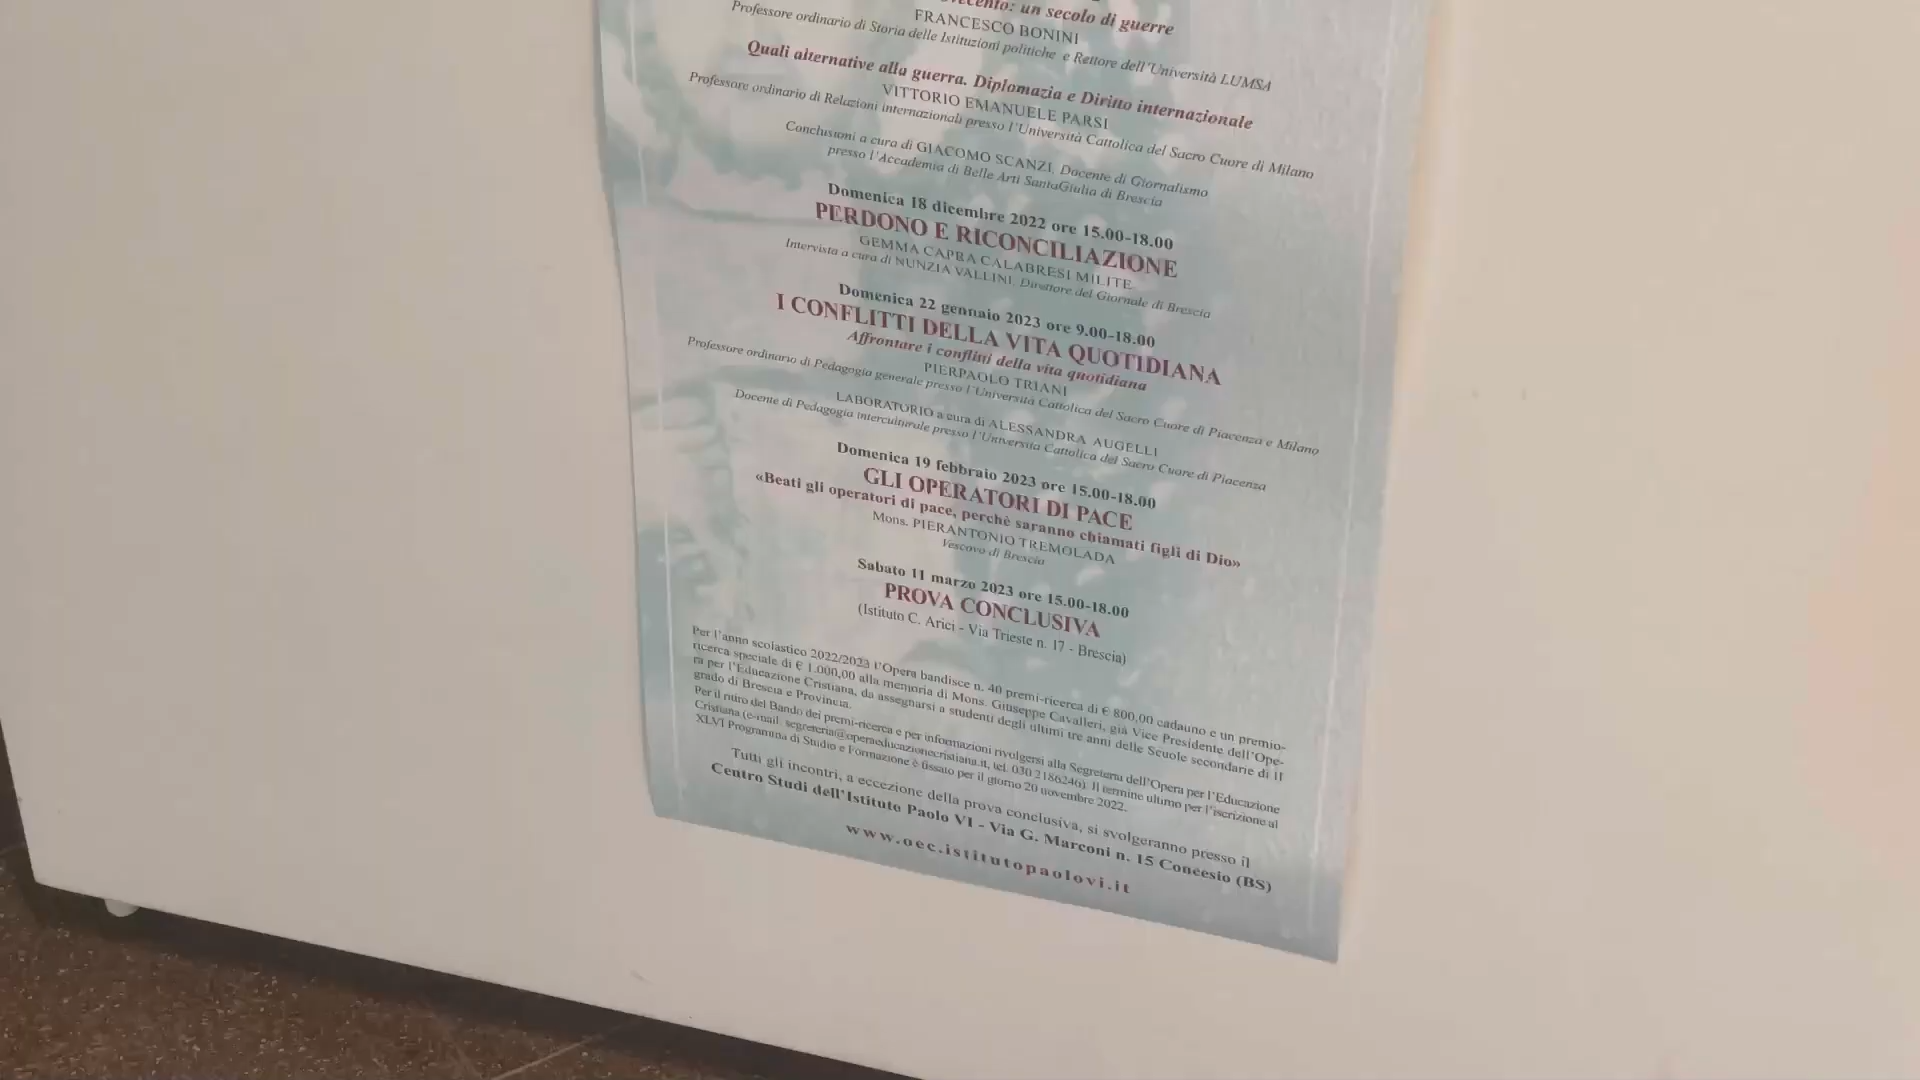 un secolo di guerre
FRANCESCO BONINI
Professore ordinario di Storia delle Istituzioni politiche e Rettore dell'Università LUMSA
Quali alternative alla guerra. Diplomazia e Diritto internazionale
VITTORIO EMANUELE PARSI
Professore ordinario di Relazioni internazionali presso l'Università Cattolica del Sacro Cuore di Milano
Conclusioni a cura di GIACOMO SCANZI, Docente di Giornalismo
presso l'Accademia di Belle Arti SantaGiulia di Brescia
Domenica 18 dicembre 2022 ore 15.00-18.00
PERDONO E RICONCILIAZIONE
GEMMA CAPRA CALABRESI MILITE
Intervista a cura di NUNZIA VALLINI, Direttore del Giornale di Brescia
Domenica 22 gennaio 2023 ore 9.00-18.00
I CONFLITTI DELLA VITA QUOTIDIANA
Affrontare i conflitti della vita quotidiana
PIERPAOLO TRIANI
Professore ordinario di Pedagogia generale presso l'Università Cattolica del Sacro Cuore di Piacenza e Milano
LABORATORIO a cura di ALESSANDRA AUGELLI
Docente di Pedagogia interculturale presso l'Università Cattolica del Sacro Cuore di Piacenza
Domenica 19 febbraio 2023 ore 15.00-18.00
GLI OPERATORI DI PACE
«Beati gli operatori di pace, perchè saranno chiamati figli di Dio»
Mons. PIERANTONIO TREMOLADA
Vescovo di Brescia
Sabato 11 marzo 2023 ore 15.00-18.00
PROVA CONCLUSIVA
(Istituto C. Arici - Via Trieste n. 17 - Brescia)
Per l'anno scolastico 2022/2023 l'Opera bandisce n. 40 premi-ricerca di € 800,00 cadauno e un premio-
ricerca speciale di € 1.000,00 alla memoria di Mons. Giuseppe Cavalleri, già Vice Presidente dell'Ope-
ra per l'Educazione Cristiana, da assegnarsi a studenti degli ultimi tre anni delle Scuole secondarie di II
grado di Brescia e Provincia.
Per il ritiro del Bando dei premi-ricerca e per informazioni rivolgersi alla Segreteria dell'Opera per l'Educazione
Cristiana (e-mail: segreteria@operaeducazionecristiana.it, tel. 030 2186246). Il termine ultimo per l'iscrizione al
XLVI Programma di Studio e Formazione è fissato per il giorno 20 novembre 2022.
Tutti gli incontri, a eccezione della prova conclusiva, si svolgeranno presso il
Centro Studi dell'Istituto Paolo VI - Via G. Marconi n. 15 Concesio (BS)
www.oec.istitutopaolovi.it